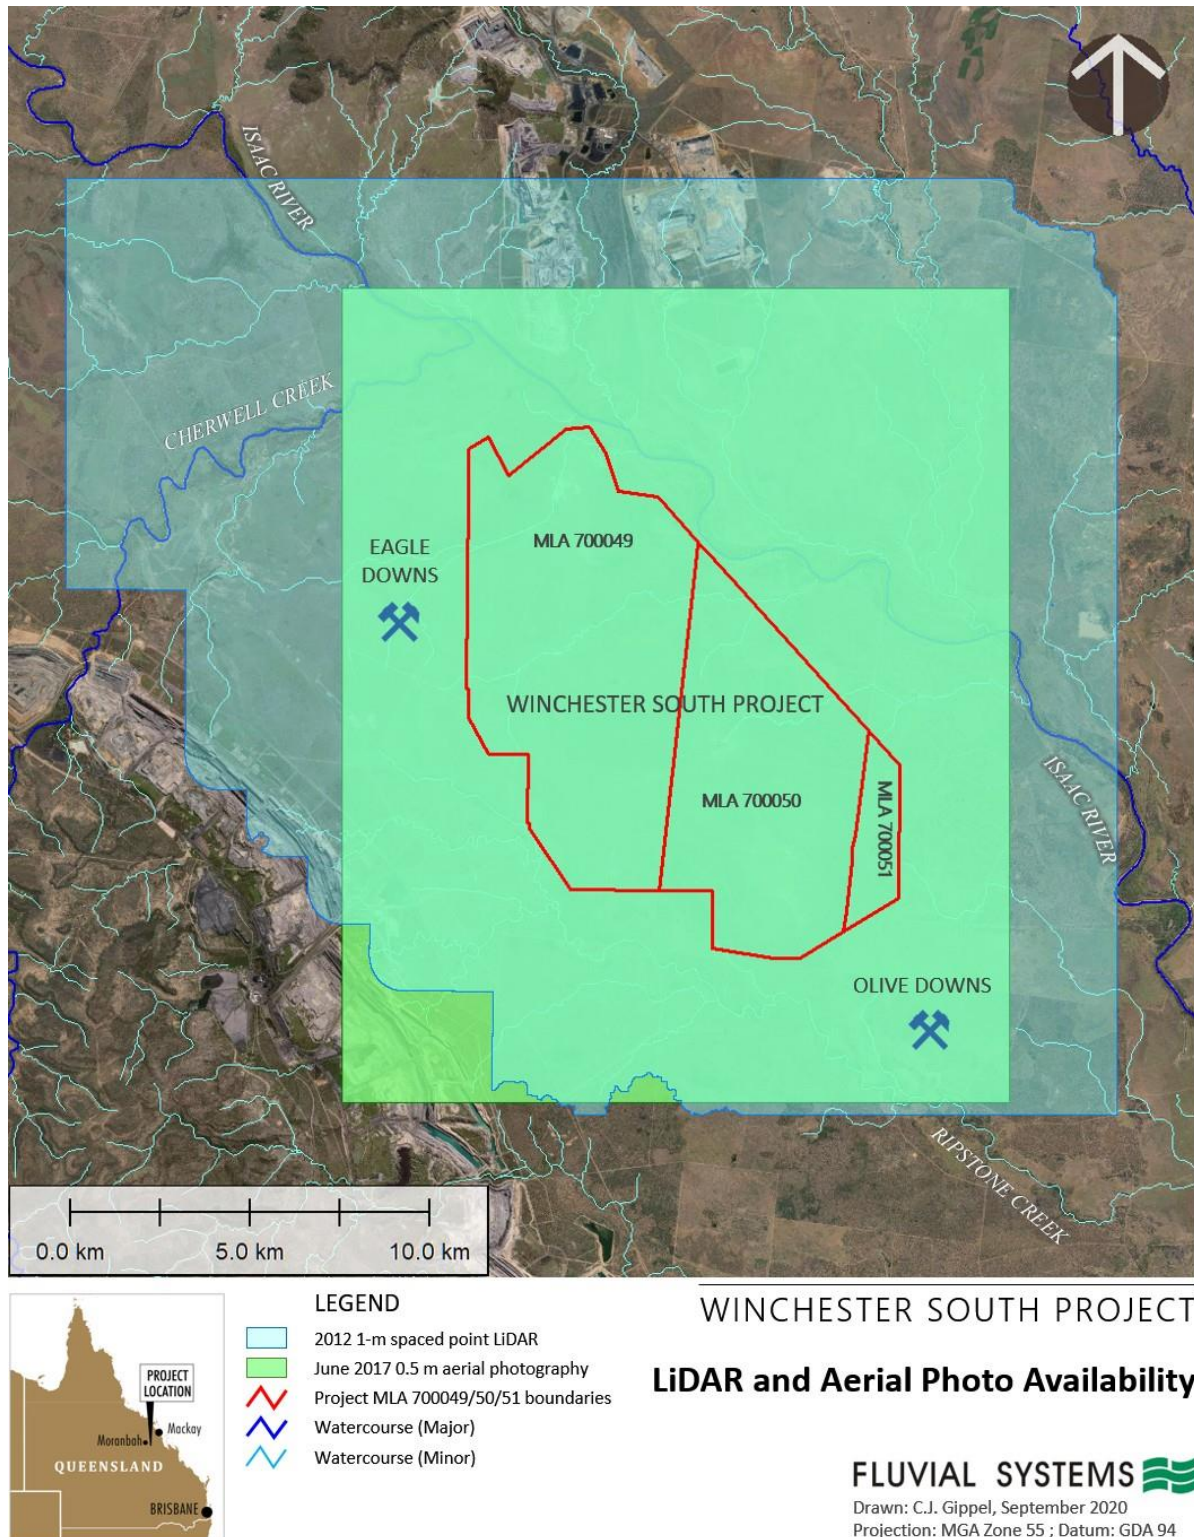 ISAAC RIVER
CHERWELL CREEK
EAGLE
DOWNS
MLA 700049
WINCHESTER SOUTH PROJECT
MLA 700050
MLA 700051
ISAAC RIVER
OLIVE DOWNS
RIPSTONE CREEK
0.0 km 5.0 km 10.0 km
PROJECT
LOCATION
Mackay
Moranbah
QUEENSLAND
BRISBANE
LEGEND
2012 1-m spaced point LiDAR
June 2017 0.5 m aerial photography
Project MLA 700049/50/51 boundaries
Watercourse (Major)
Watercourse (Minor)
WINCHESTER SOUTH PROJECT
LiDAR and Aerial Photo Availability
FLUVIAL SYSTEMS
Drawn: C.J. Gippel, September 2020
Projection: MGA Zone 55 ; Datum: GDA 94